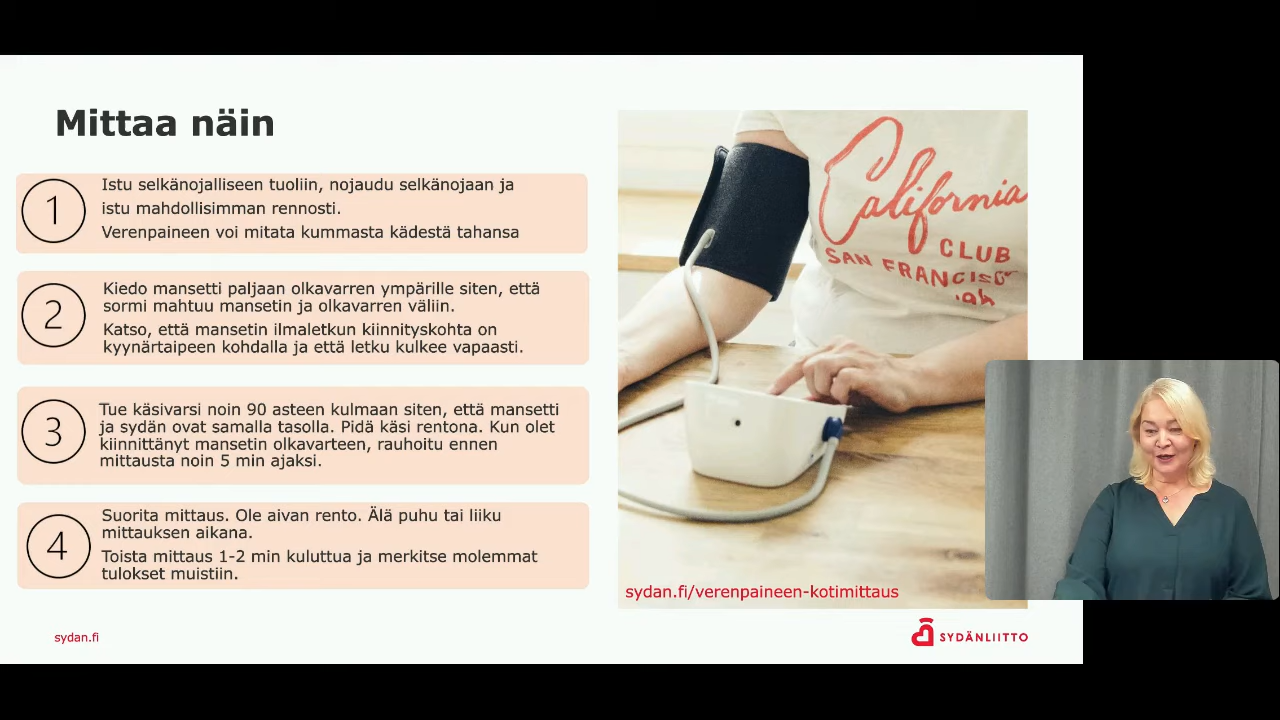 Mittaa näin
1
Istu selkänojalliseen tuoliin, nojaudu selkänojaan ja
istu mahdollisimman rennosti.
Verenpaineen voi mitata kummasta kädestä tahansa
2
Kiedo mansetti paljaan olkavarren ympärille siten, että
sormi mahtuu mansetin ja olkavarren väliin.
Katso, että mansetin ilmaletkun kiinnityskohta on
kyynärtaipeen kohdalla ja että letku kulkee vapaasti.
3
Tue käsivarsi noin 90 asteen kulmaan siten, että mansetti
ja sydän ovat samalla tasolla. Pidä käsi rentona. Kun olet
kiinnittänyt mansetin olkavarteen, rauhoitu ennen
mittausta noin 5 min ajaksi.
4
Suorita mittaus. Ole aivan rento. Älä puhu tai liiku
mittauksen aikana.
Toista mittaus 1-2 min kuluttua ja merkitse molemmat
tulokset muistiin.
California
CLUB
SAN FRANCISC
sydan.fi/verenpaineen-kotimittaus
sydan.fi
SYDÄNLIITTO